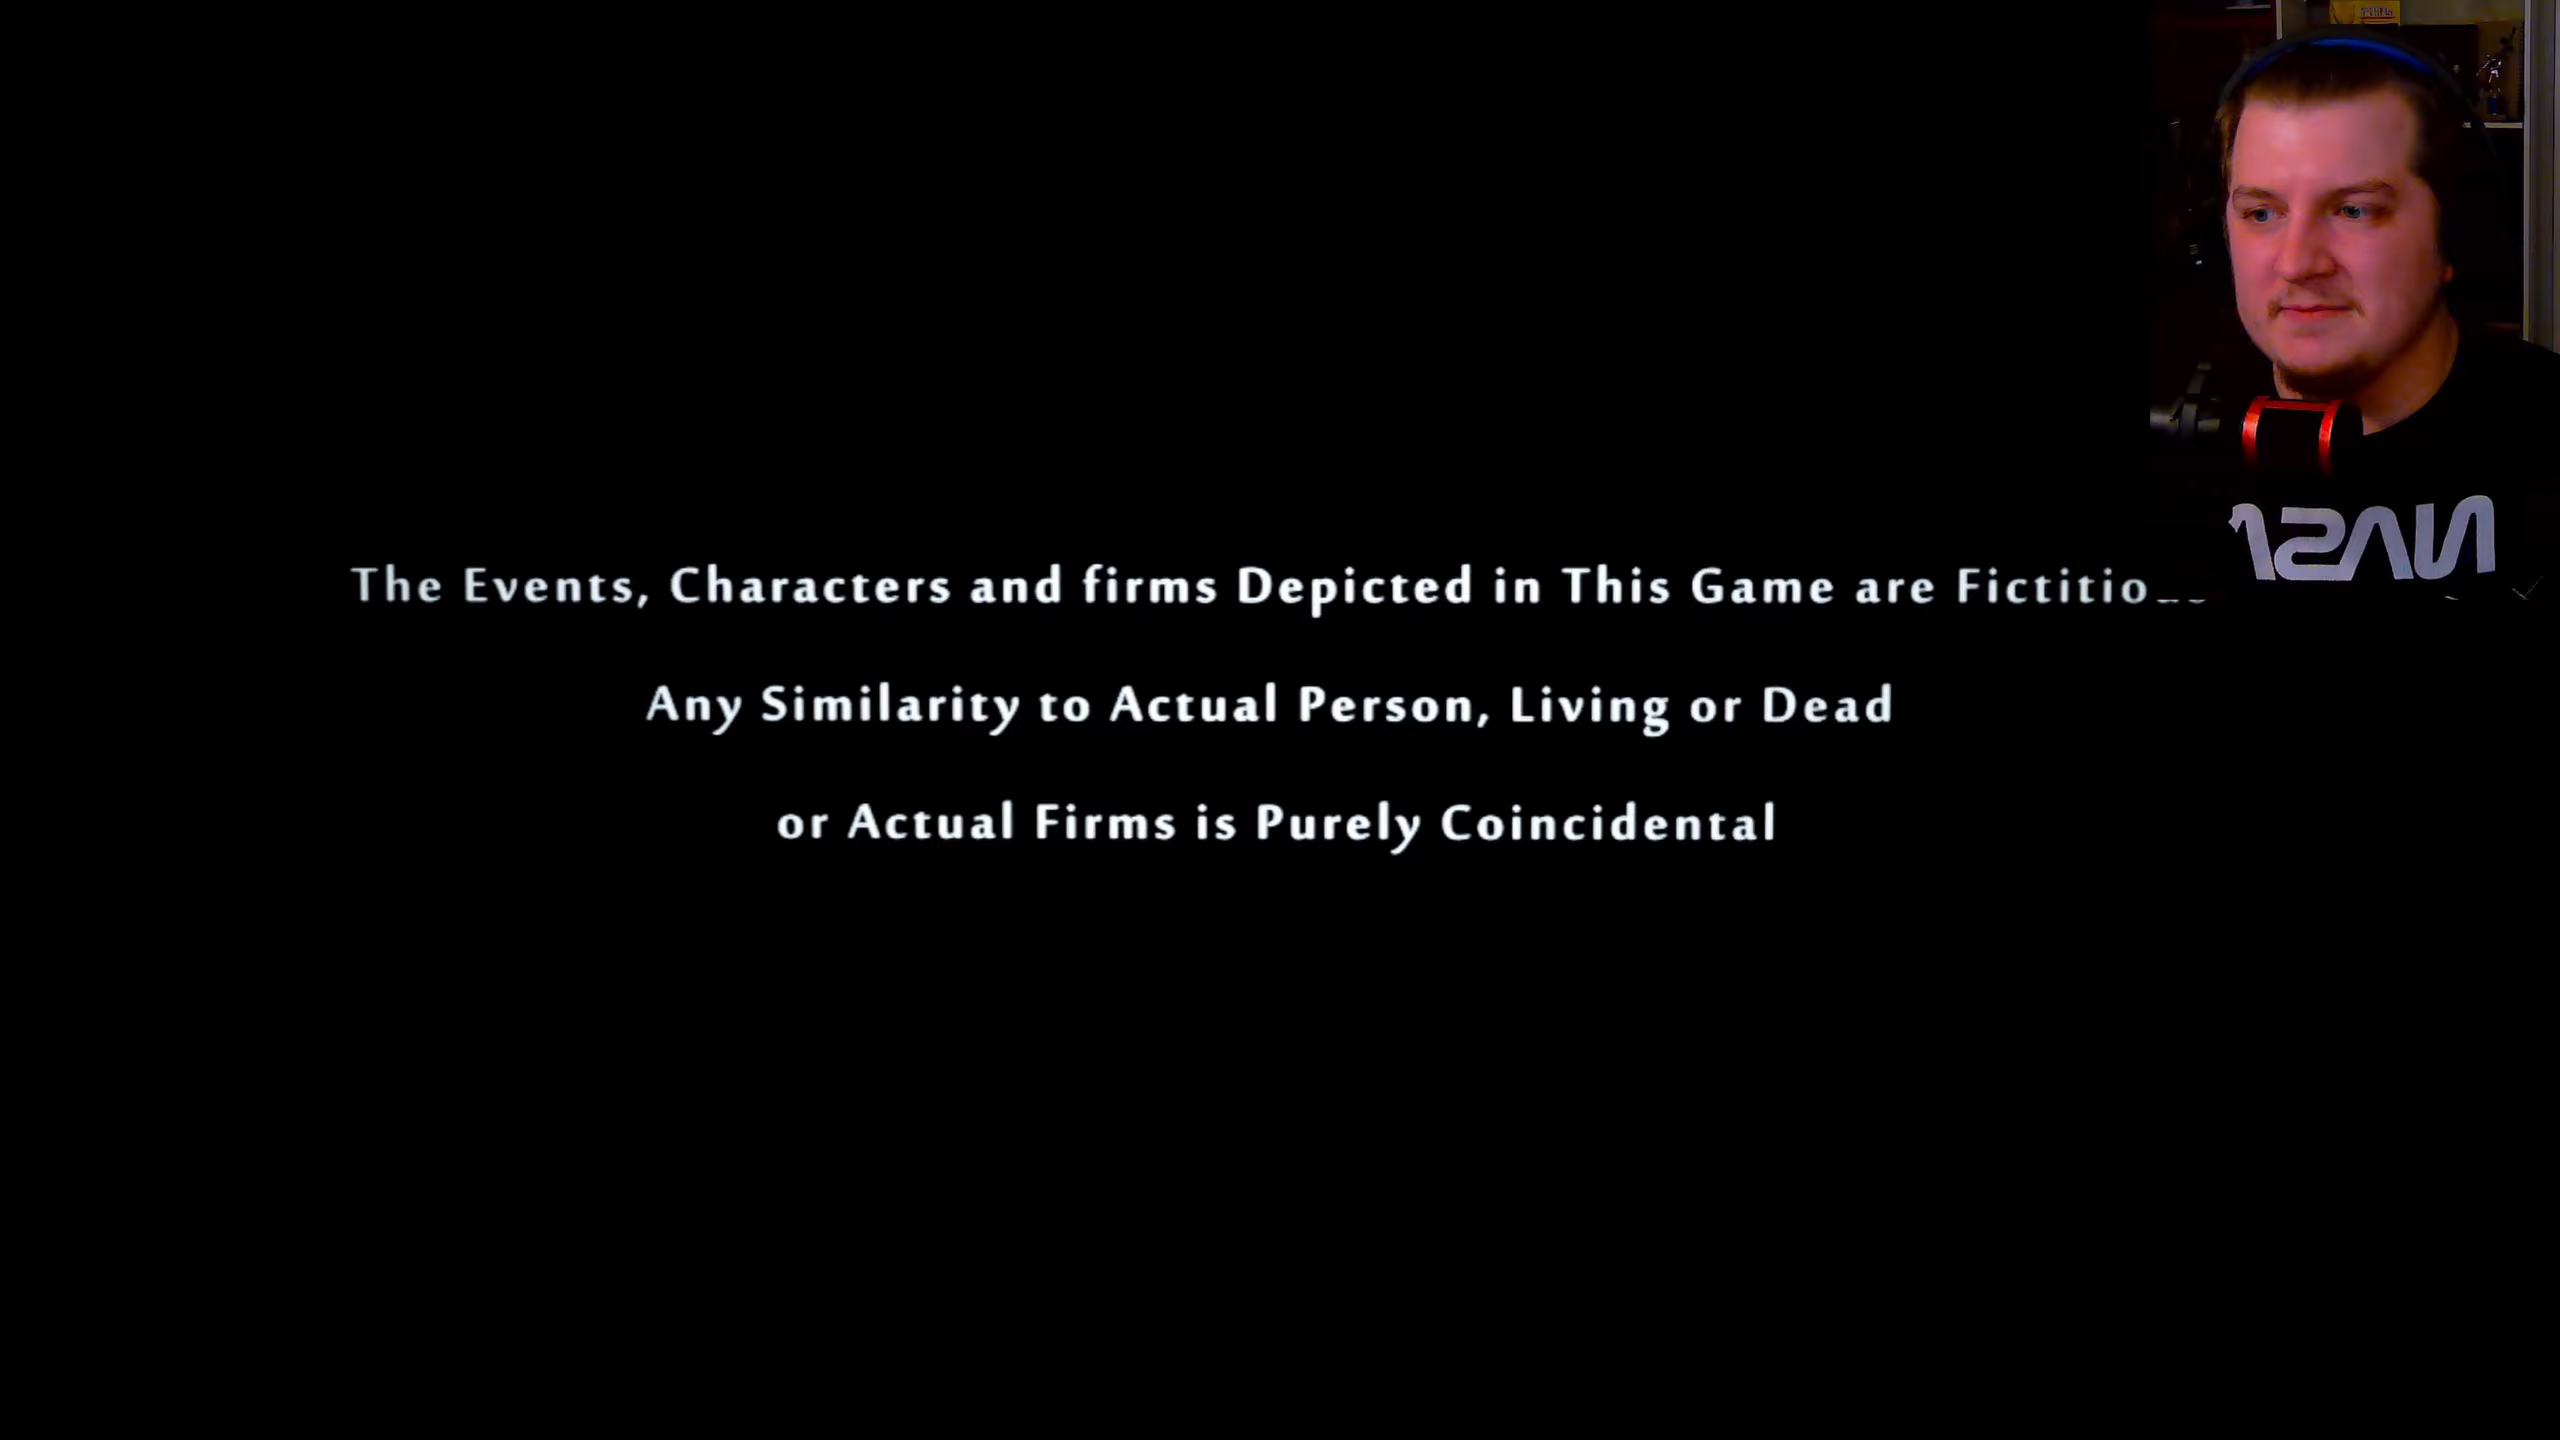 NASA
The Events, Characters and firms Depicted in This Game are
Any Similarity to Actual Person, Living or Dead
or Actual Firms is Purely Coincidental